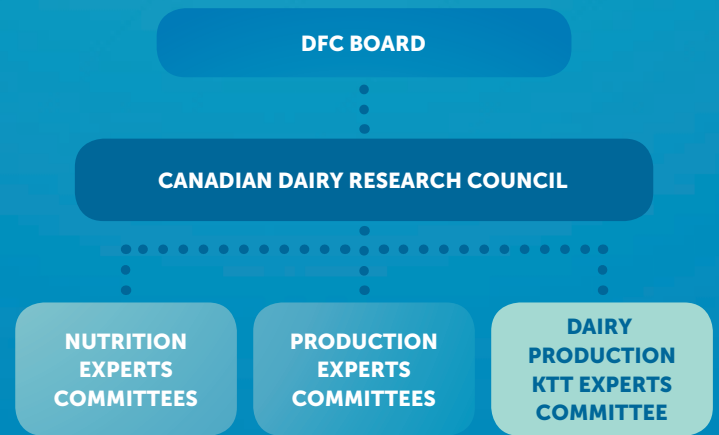 DFC BOARD
CANADIAN DAIRY RESEARCH COUNCIL
NUTRITION
EXPERTS
COMMITTEES
PRODUCTION
EXPERTS
COMMITTEES
DAIRY
PRODUCTION
KTT EXPERTS
COMMITTEE